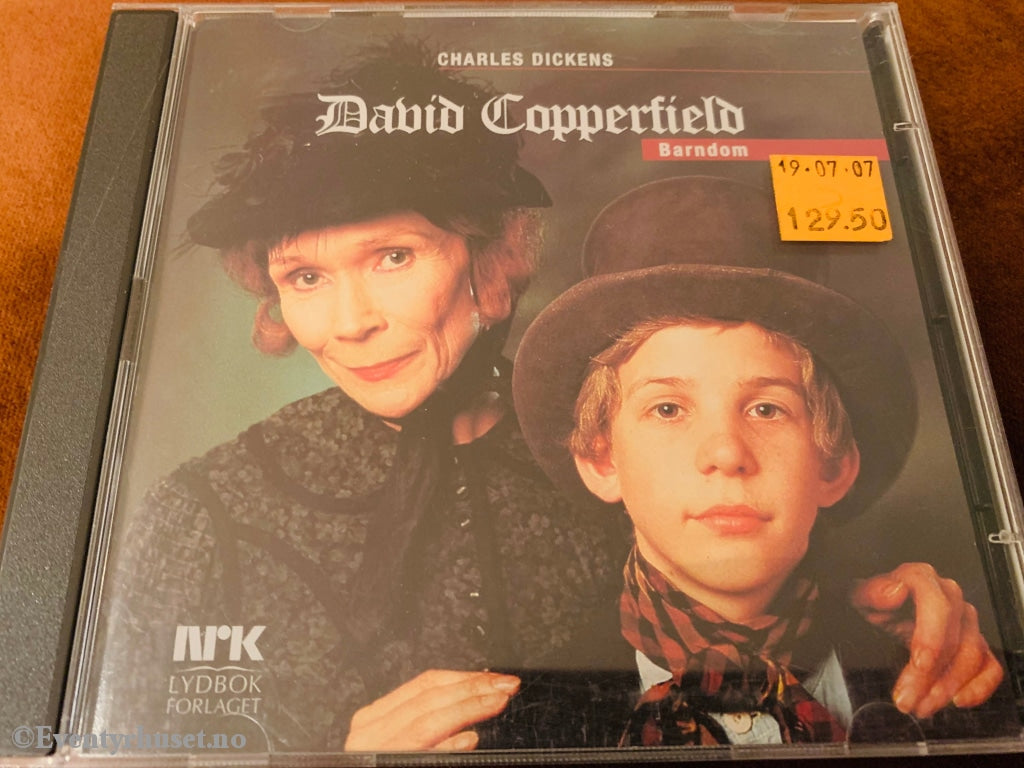 CHARLES DICKENS
David Copperfield
Barndom
19.07.07
129.50
NRK
LYDBOK
FORLAGET
©Eventyrhuset.no